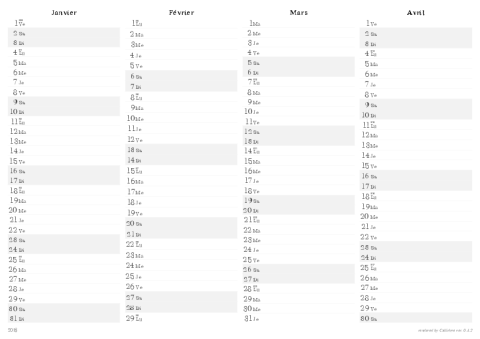 Janvier
1 Ve
2 Sa
3 Di
4 Lu
5 Ma
6 Me
7 Je
8 Ve
9 Sa
10 Di
11 Lu
12 Ma
13 Me
14 Je
15 Ve
16 Sa
17 Di
18 Lu
19 Ma
20 Me
21 Je
22 Ve
23 Sa
24 Di
25 Lu
26 Ma
27 Me
28 Je
29 Ve
30 Sa
31 Di
Février
1 Lu
2 Ma
3 Me
4 Je
5 Ve
6 Sa
7 Di
8 Lu
9 Ma
10 Me
11 Je
12 Ve
13 Sa
14 Di
15 Lu
16 Ma
17 Me
18 Je
19 Ve
20 Sa
21 Di
22 Lu
23 Ma
24 Me
25 Je
26 Ve
27 Sa
28 Di
29 Lu
Mars
1 Ma
2 Me
3 Je
4 Ve
5 Sa
6 Di
7 Lu
8 Ma
9 Me
10 Je
11 Ve
12 Sa
13 Di
14 Lu
15 Ma
16 Me
17 Je
18 Ve
19 Sa
20 Di
21 Lu
22 Ma
23 Me
24 Je
25 Ve
26 Sa
27 Di
28 Lu
29 Ma
30 Me
31 Je
Avril
1 Ve
2 Sa
3 Di
4 Lu
5 Ma
6 Me
7 Je
8 Ve
9 Sa
10 Di
11 Lu
12 Ma
13 Me
14 Je
15 Ve
16 Sa
17 Di
18 Lu
19 Ma
20 Me
21 Je
22 Ve
23 Sa
24 Di
25 Lu
26 Ma
27 Me
28 Je
29 Ve
30 Sa
2016